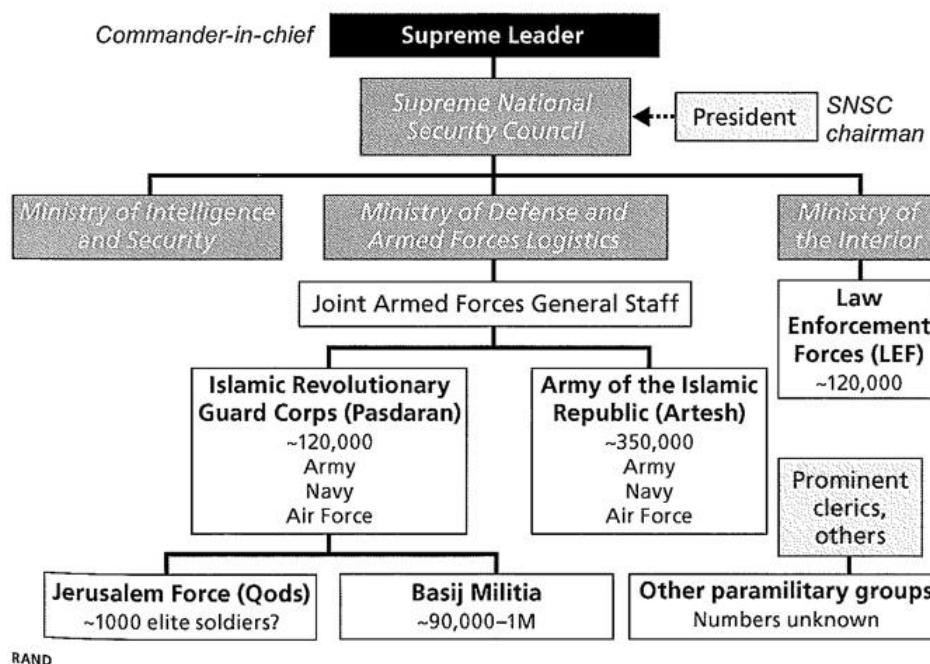 Commander-in-chief
Supreme Leader
Supreme National
Security Council
President
SNSC
chairman
Ministry of Intelligence
and Security
Ministry of Defense and
Armed Forces Logistics
Ministry of
the Interior
Joint Armed Forces General Staff
Law
Enforcement
Forces (LEF)
~120,000
Islamic Revolutionary
Guard Corps (Pasdaran)
~120,000
Army
Navy
Air Force
Army of the Islamic
Republic (Artesh)
~350,000
Army
Navy
Air Force
Prominent
clerics,
others
Jerusalem Force (Qods)
~1000 elite soldiers?
Basij Militia
~90,000–1M
Other paramilitary groups
Numbers unknown
RAND